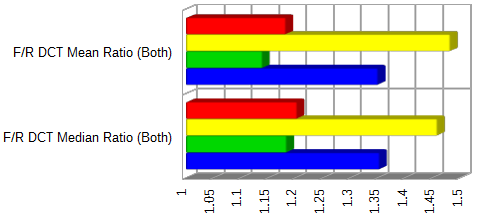 F/R DCT Mean Ratio (Both)
F/R DCT Median Ratio (Both)
1 1.05 1.1 1.15 1.2 1.25 1.3 1.35 1.4 1.45 1.5